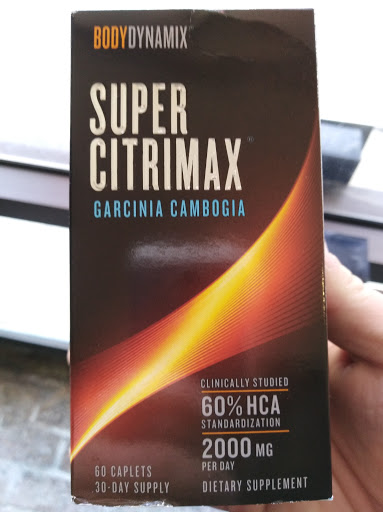 BODYDYNAMIX™
SUPER
CITRIMAX®
GARCINIA CAMBOGIA
CLINICALLY STUDIED
60% HCA
STANDARDIZATION
2000 MG
PER DAY
60 CAPLETS
30-DAY SUPPLY
DIETARY SUPPLEMENT